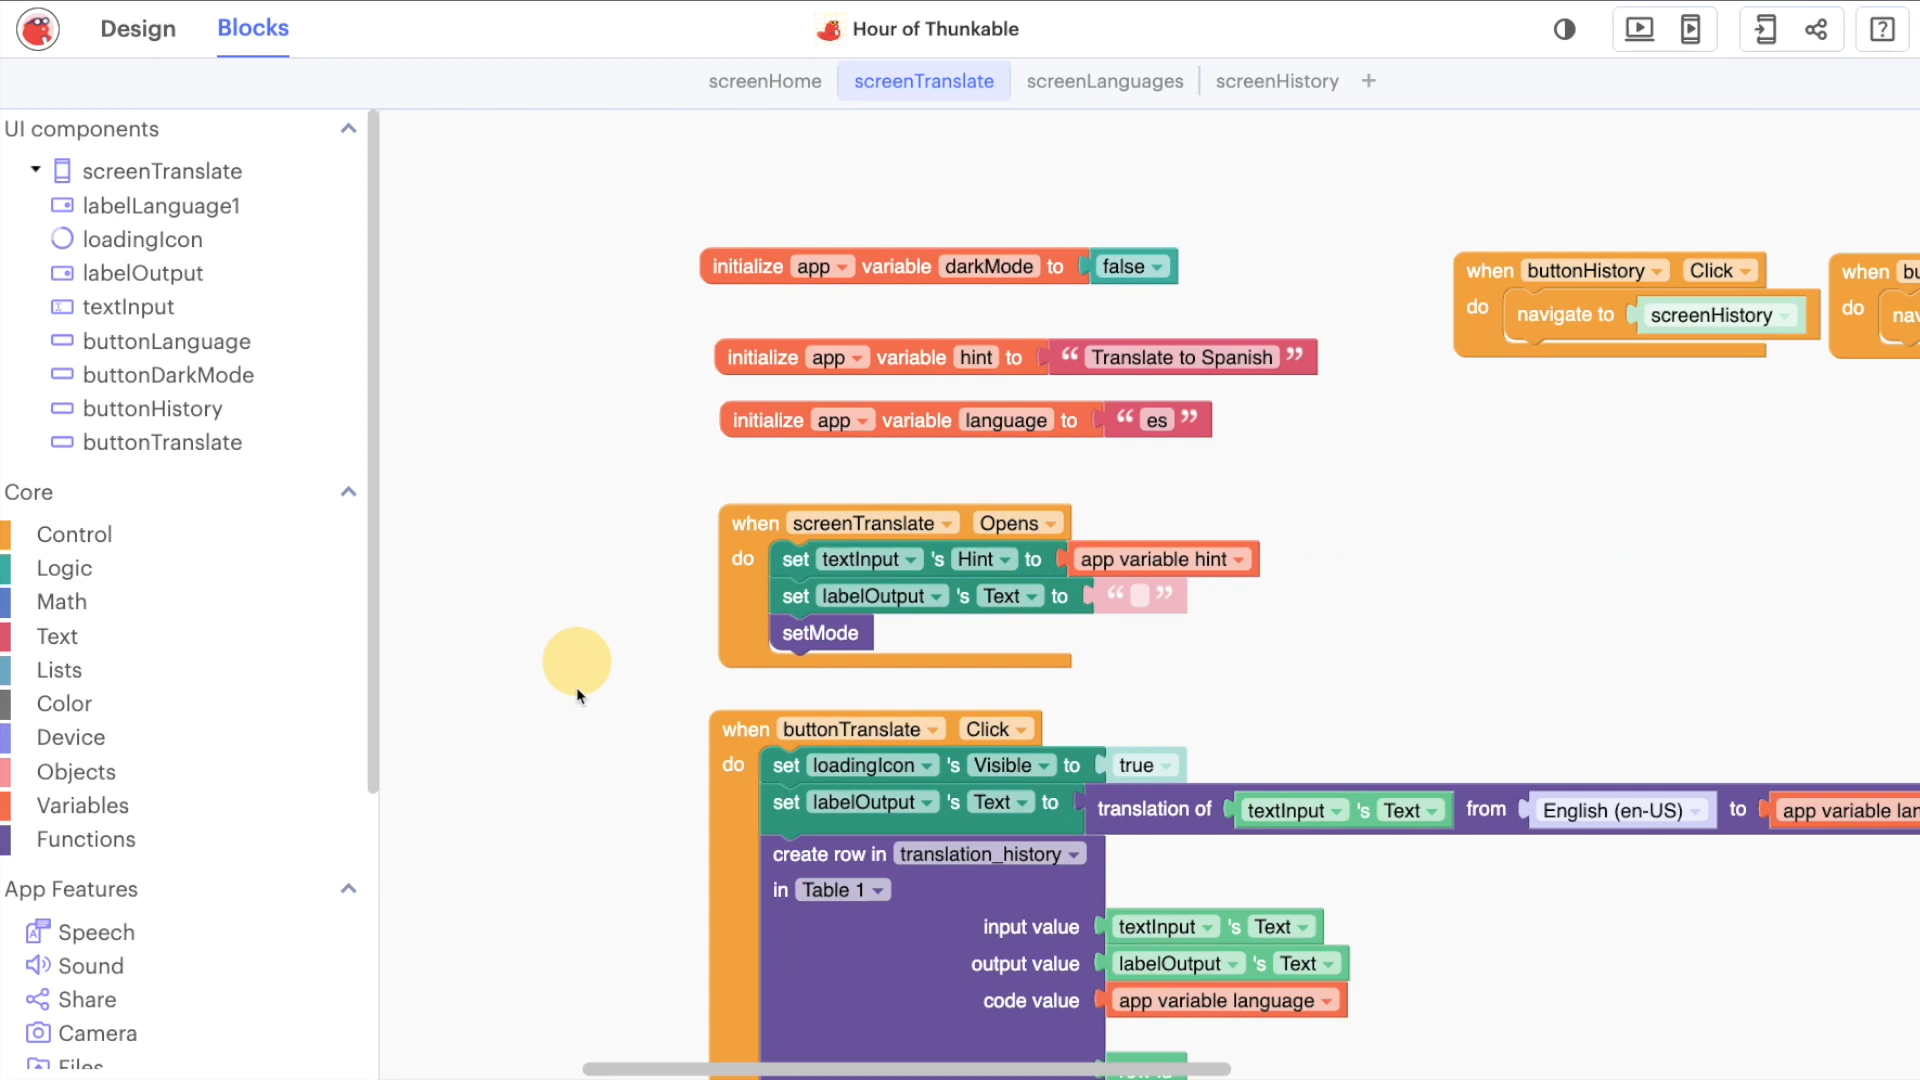 Design Blocks Hour of Thunkable
screenHome screenTranslate screenLanguages screenHistory +
UI components
screenTranslate
labelLanguage1
loadingIcon
labelOutput
textInput
buttonLanguage
buttonDarkMode
buttonHistory
buttonTranslate
Core
Control
Logic
Math
Text
Lists
Color
Device
Objects
Variables
Functions
App Features
Speech
Sound
Share
Camera
Files
initialize app variable darkMode to false
initialize app variable hint to “ Translate to Spanish ”
initialize app variable language to “ es ”
when screenTranslate Opens
do set textInput 's Hint to app variable hint
set labelOutput 's Text to “ ”
setMode
when buttonTranslate Click
do set loadingIcon 's Visible to true
set labelOutput 's Text to translation of textInput 's Text from English (en-US) to app variable lan
create row in translation_history
in Table 1
input value textInput 's Text
output value labelOutput 's Text
code value app variable language
when buttonHistory Click
do navigate to screenHistory
when bu
do nav